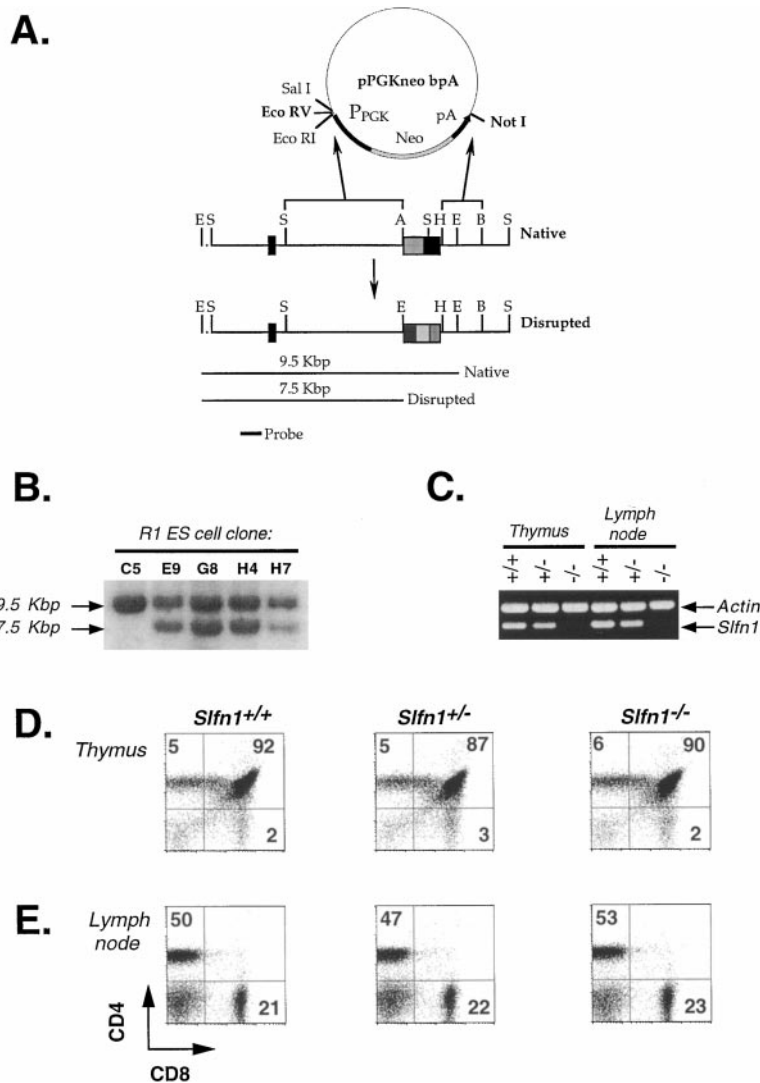 A.
pPGKneo bpA
Sal I
Eco RV
Eco RI
PPGK
pA
Neo
Not I
E S S A S H E B S
Native
E S S E H E B S
Disrupted
9.5 Kbp
Native
7.5 Kbp
Disrupted
Probe
B.
R1 ES cell clone:
C5 E9 G8 H4 H7
9.5 Kbp
7.5 Kbp
C.
Thymus
Lymph
node
+/+ +/- -/- +/+ +/- -/-
Actin
Slfn1
D.
Slfn1+/+ Slfn1+/- Slfn1-/-
Thymus
5 92 5 87 6 90
2 3 2
E.
Lymph
node
50 47 53
21 22 23
CD4
CD8